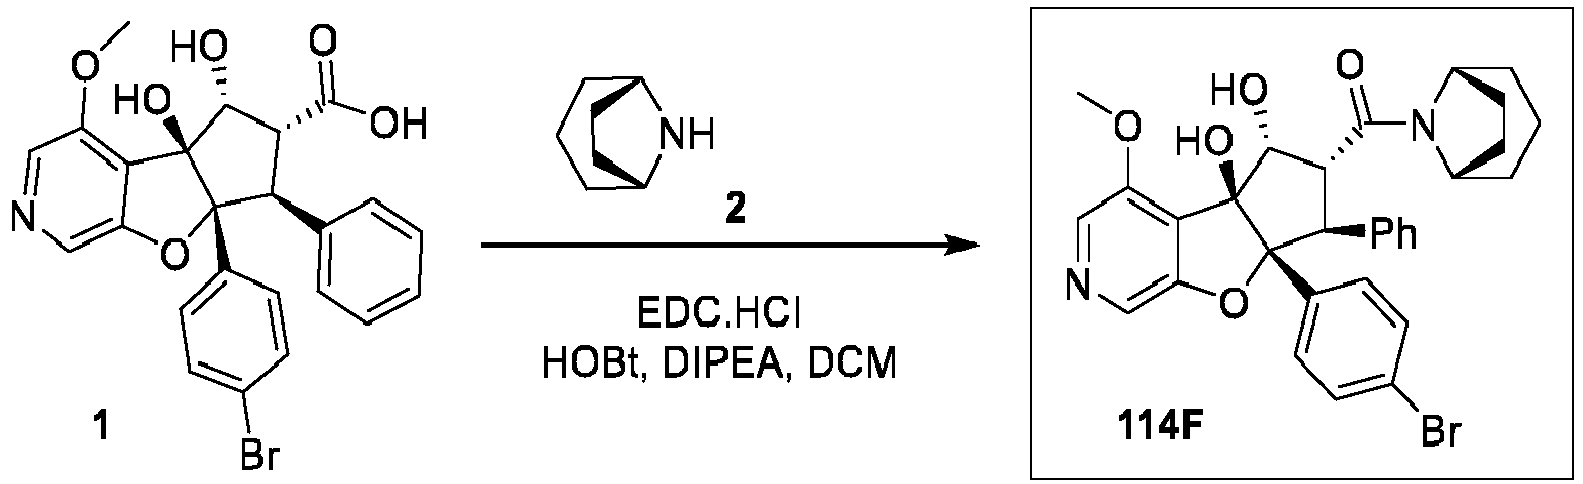 O
HO
O
HO
OH
N
O
Br
1
NH
2
EDC.HCl
HOBt, DIPEA, DCM
O
HO
O
HO
N
Ph
N
O
Br
114F